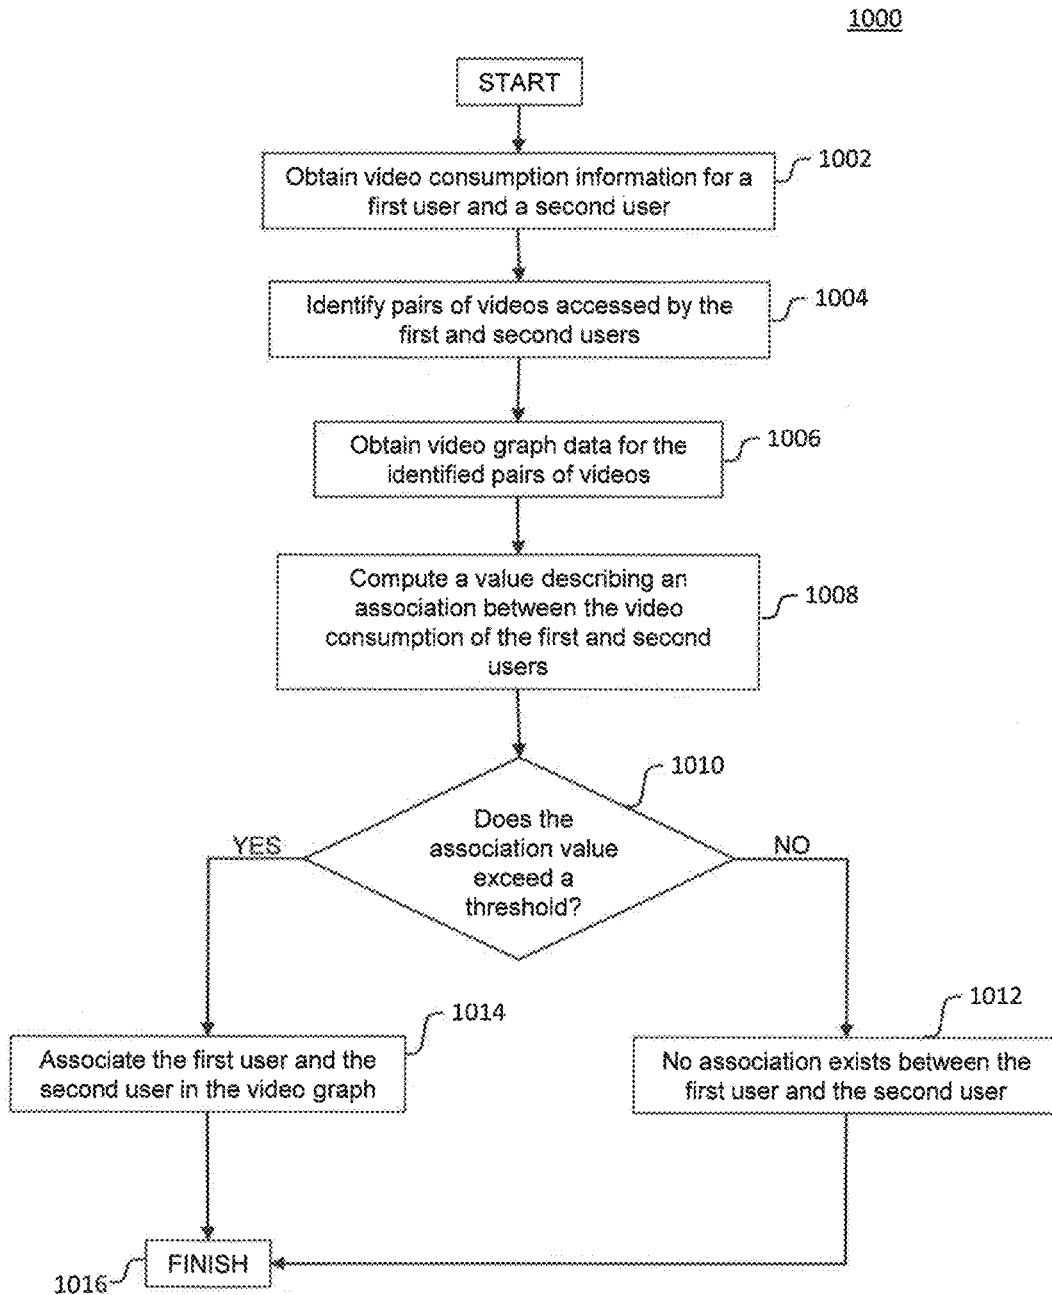 1000
START
Obtain video consumption information for a
first user and a second user
1002
Identify pairs of videos accessed by the
first and second users
1004
Obtain video graph data for the
identified pairs of videos
1006
Compute a value describing an
association between the video
consumption of the first and second
users
1008
1010
Does the
association value
exceed a
threshold?
YES
NO
1014
Associate the first user and the
second user in the video graph
1012
No association exists between the
first user and the second user
FINISH
1016